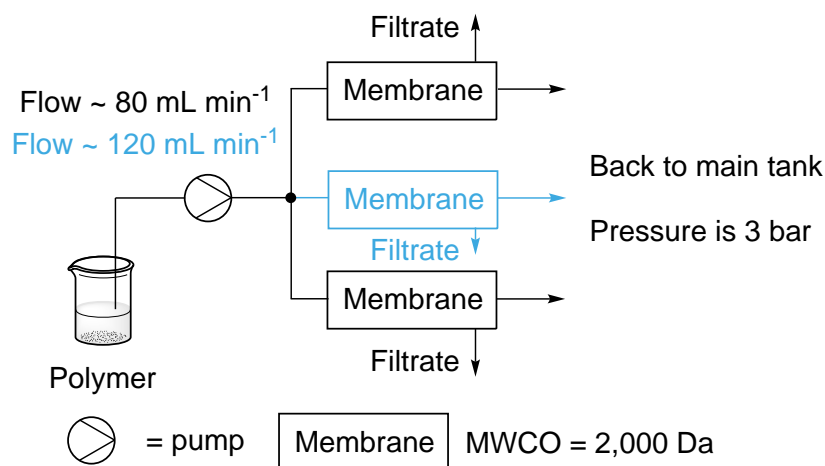 Filtrate
Membrane
Flow ~ 80 mL min⁻¹
Flow ~ 120 mL min⁻¹
Membrane
Back to main tank
Filtrate
Pressure is 3 bar
Membrane
Filtrate
Polymer
= pump
Membrane
MWCO = 2,000 Da